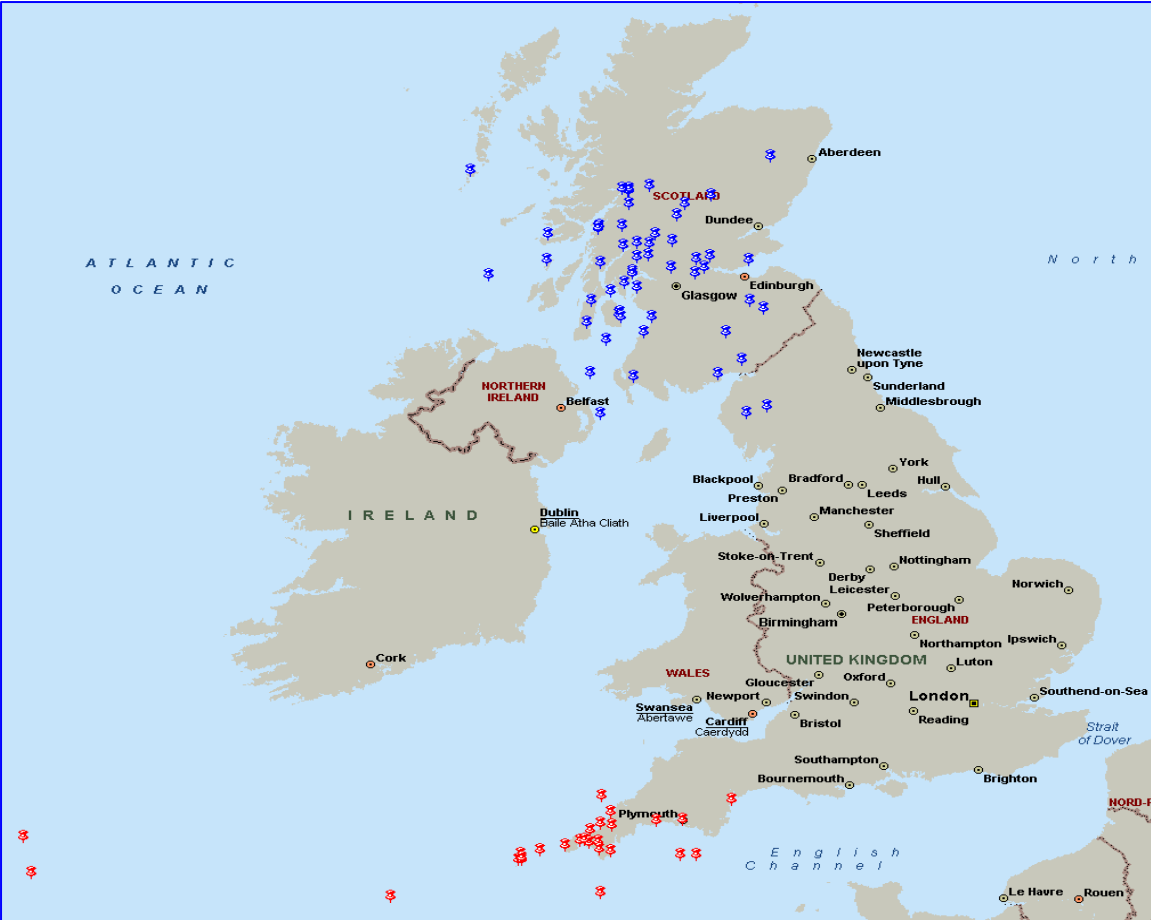 Aberdeen
SCOTLAND
Dundee
ATLANTIC
OCEAN
North
Edinburgh
Glasgow
Newcastle
upon Tyne
Sunderland
NORTHERN
IRELAND
Belfast
Middlesbrough
York
Blackpool
Bradford
Leeds
Hull
Preston
IRELAND
Dublin
Baile Atha Cliath
Liverpool
Manchester
Sheffield
Stoke-on-Trent
Nottingham
Derby
Leicester
Norwich
Wolverhampton
Peterborough
Birmingham
ENGLAND
Northampton
Ipswich
Cork
UNITED KINGDOM
Luton
WALES
Gloucester
Oxford
Swansea
Abertawe
Newport
Swindon
London
Southend-on-Sea
Cardiff
Caerdydd
Bristol
Reading
Strait
of Dover
Southampton
Bournemouth
Brighton
Plymouth
NORD-P
English
Channel
Le Havre
Rouen